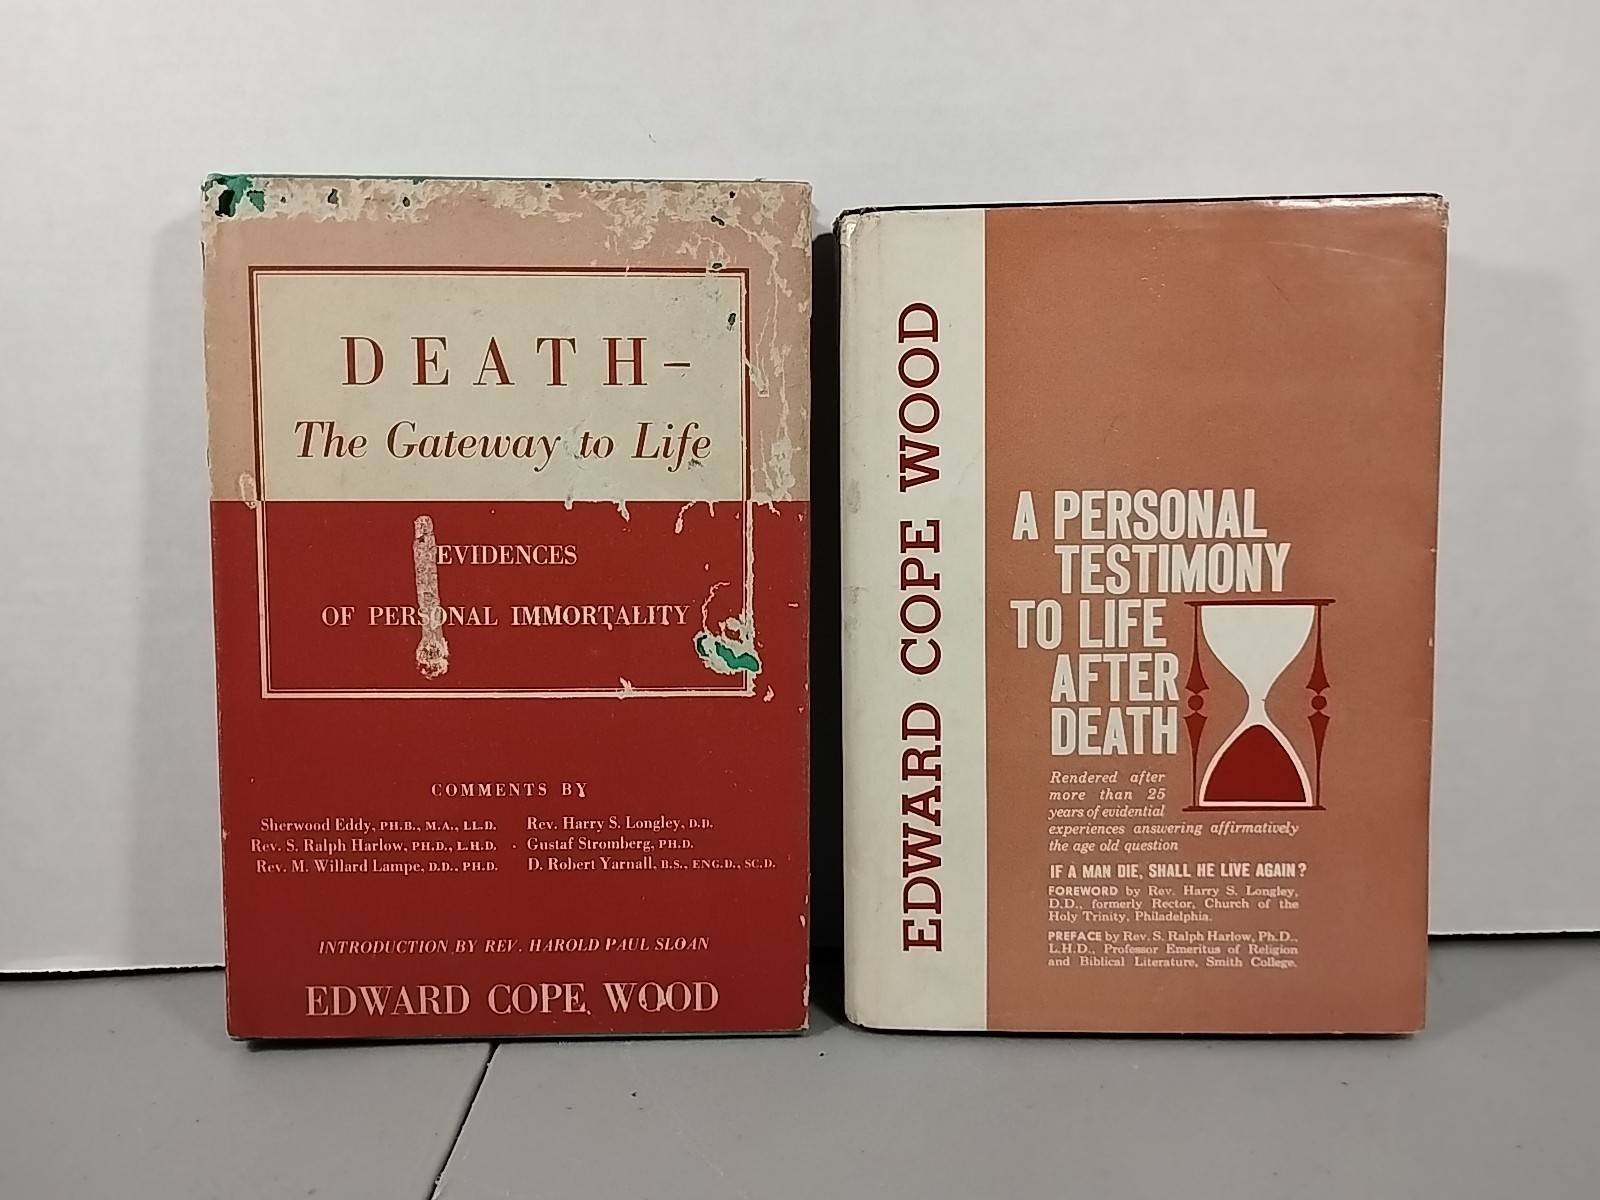 DEATH–
The Gateway to Life
EVIDENCES
OF PERSONAL IMMORTALITY
COMMENTS BY
Sherwood Eddy, PH.B., M.A., LL.D.
Rev. S. Ralph Harlow, PH.D., L.H.D.
Rev. M. Willard Lampe, D.D., PH.D.
Rev. Harry S. Longley, D.D.
Gustaf Stromberg, PH.D.
D. Robert Yarnall, B.S., ENG.D., SC.D.
INTRODUCTION BY REV. HAROLD PAUL SLOAN
EDWARD COPE WOOD
EDWARD COPE WOOD
A PERSONAL
TESTIMONY
TO LIFE
AFTER
DEATH
Rendered after
more than 25
years of evidential
experiences answering affirmatively
the age old question
IF A MAN DIE, SHALL HE LIVE AGAIN?
FOREWORD by Rev. Harry S. Longley,
D.D., formerly Rector, Church of the
Holy Trinity, Philadelphia.
PREFACE by Rev. S. Ralph Harlow, Ph.D.,
L.H.D., Professor Emeritus of Religion
and Biblical Literature, Smith College.